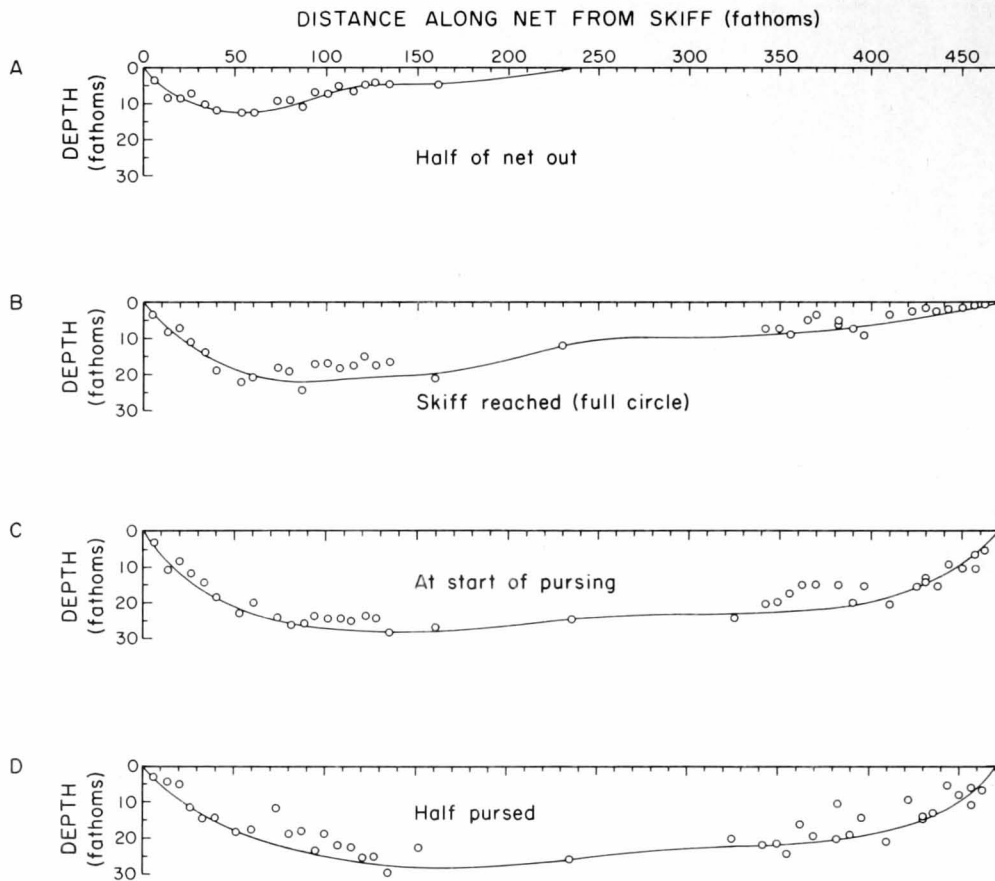 DISTANCE ALONG NET FROM SKIFF (fathoms)
0 50 100 150 200 250 300 350 400 450
A
DEPTH
(fathoms)
0
10
20
30
Half of net out
B
DEPTH
(fathoms)
0
10
20
30
Skiff reached (full circle)
C
DEPTH
(fathoms)
0
10
20
30
At start of pursing
D
DEPTH
(fathoms)
0
10
20
30
Half pursed